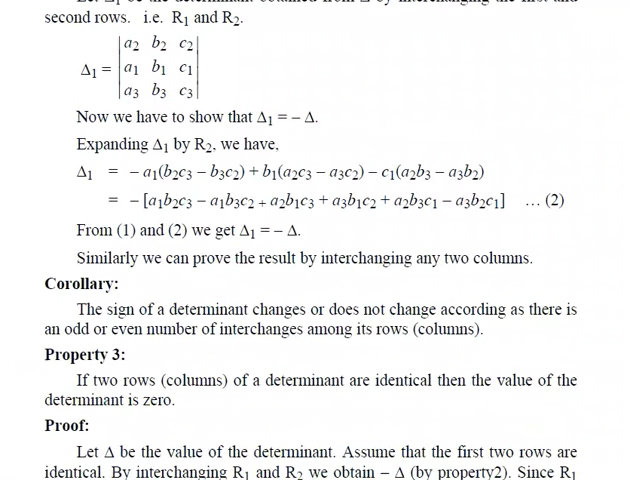 second rows. i.e. R₁ and R₂.
Δ₁ = | a₂ b₂ c₂ |
| a₁ b₁ c₁ |
| a₃ b₃ c₃ |
Now we have to show that Δ₁ = – Δ.
Expanding Δ₁ by R₂, we have,
Δ₁ = – a₁(b₂c₃ – b₃c₂) + b₁(a₂c₃ – a₃c₂) – c₁(a₂b₃ – a₃b₂)
= – [a₁b₂c₃ – a₁b₃c₂ + a₂b₁c₃ + a₃b₁c₂ + a₂b₃c₁ – a₃b₂c₁] ... (2)
From (1) and (2) we get Δ₁ = – Δ.
Similarly we can prove the result by interchanging any two columns.
Corollary:
The sign of a determinant changes or does not change according as there is
an odd or even number of interchanges among its rows (columns).
Property 3:
If two rows (columns) of a determinant are identical then the value of the
determinant is zero.
Proof:
Let Δ be the value of the determinant. Assume that the first two rows are
identical. By interchanging R₁ and R₂ we obtain – Δ (by property2). Since R₁